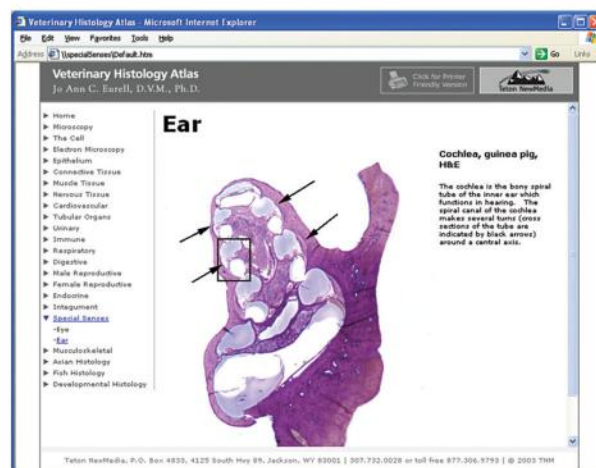 Veterinary Histology Atlas - Microsoft Internet Explorer
File Edit View Favorites Tools Help
Address \\specialSenses\Default.htm Go Links
Veterinary Histology Atlas
Jo Ann C. Eurell, D.V.M., Ph.D.
Click for Printer
Friendly Version
Teton NewMedia
Home
Microscopy
The Cell
Electron Microscopy
Epithelium
Connective Tissue
Muscle Tissue
Nervous Tissue
Cardiovascular
Tubular Organs
Urinary
Immune
Respiratory
Digestive
Male Reproductive
Female Reproductive
Endocrine
Integument
Special Senses
-Eye
-Ear
Musculoskeletal
Avian Histology
Fish Histology
Developmental Histology
Ear
Cochlea, guinea pig,
H&E
The cochlea is the bony spiral
tube of the inner ear which
functions in hearing. The
spiral canal of the cochlea
makes several turns (cross
sections of the tube are
indicated by black arrows)
around a central axis.
Teton NewMedia, P.O. Box 4833, 4125 South Hwy 89, Jackson, WY 83001 | 307.732.0028 or toll free 877.306.9793 | © 2003 TNM